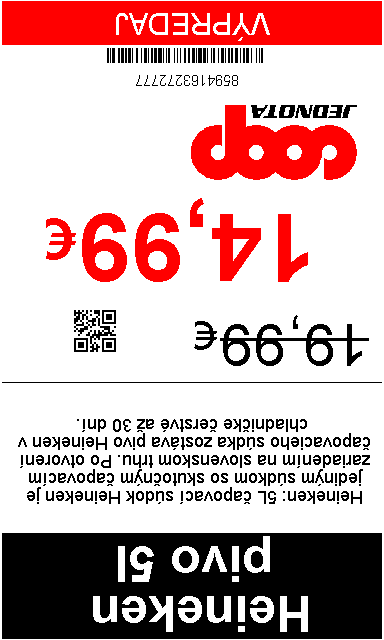 Heineken
pivo 5l
Heineken: 5L čapovací súdok Heineken je
jediným súdkom so skutočným čapovacím
zariadením na slovenskom trhu. Po otvorení
čapovacieho súdka zostáva pivo Heineken v
chladničke čerstvé až 30 dní.
19,99€
14,99€
coop
JEDNOTA
8594163272777
VÝPREDAJ